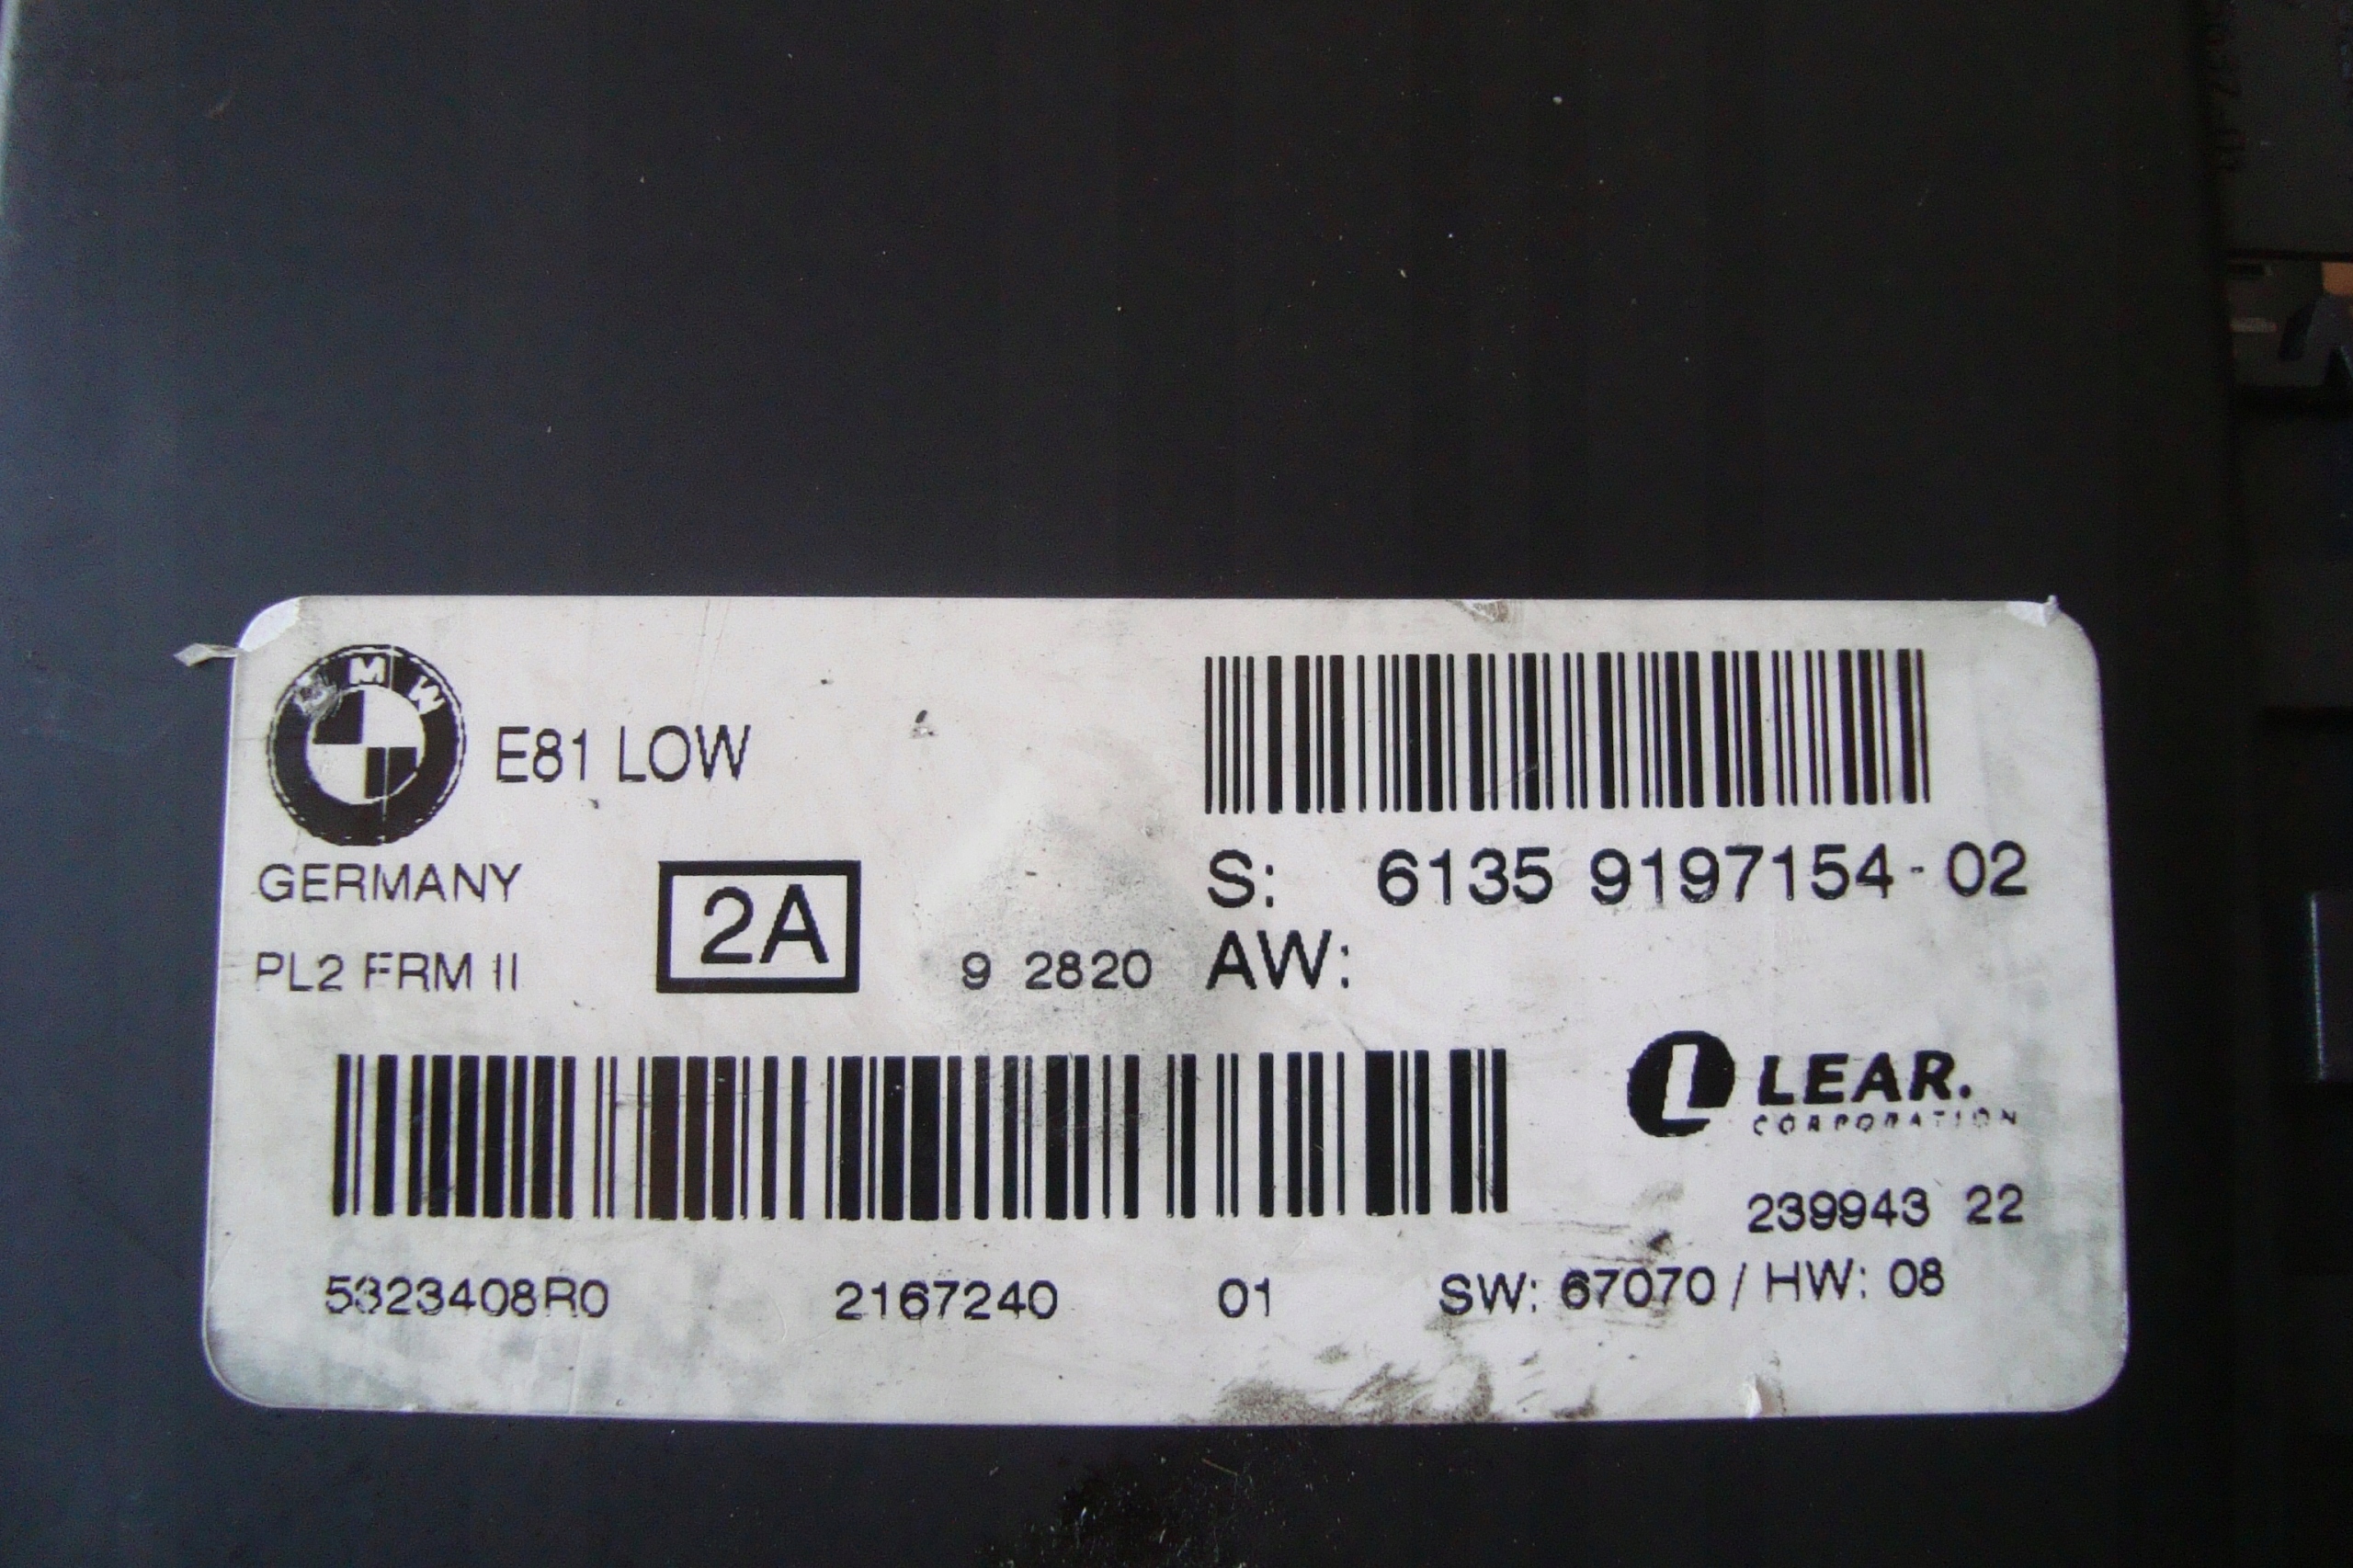 BMW
E81 LOW
GERMANY
2A
S: 6135 9197154-02
PL2 FRM II
9 2820
AW:
LEAR.
CORPORATION
239943 22
5323408R0 2167240 01 SW: 67070 / HW: 08